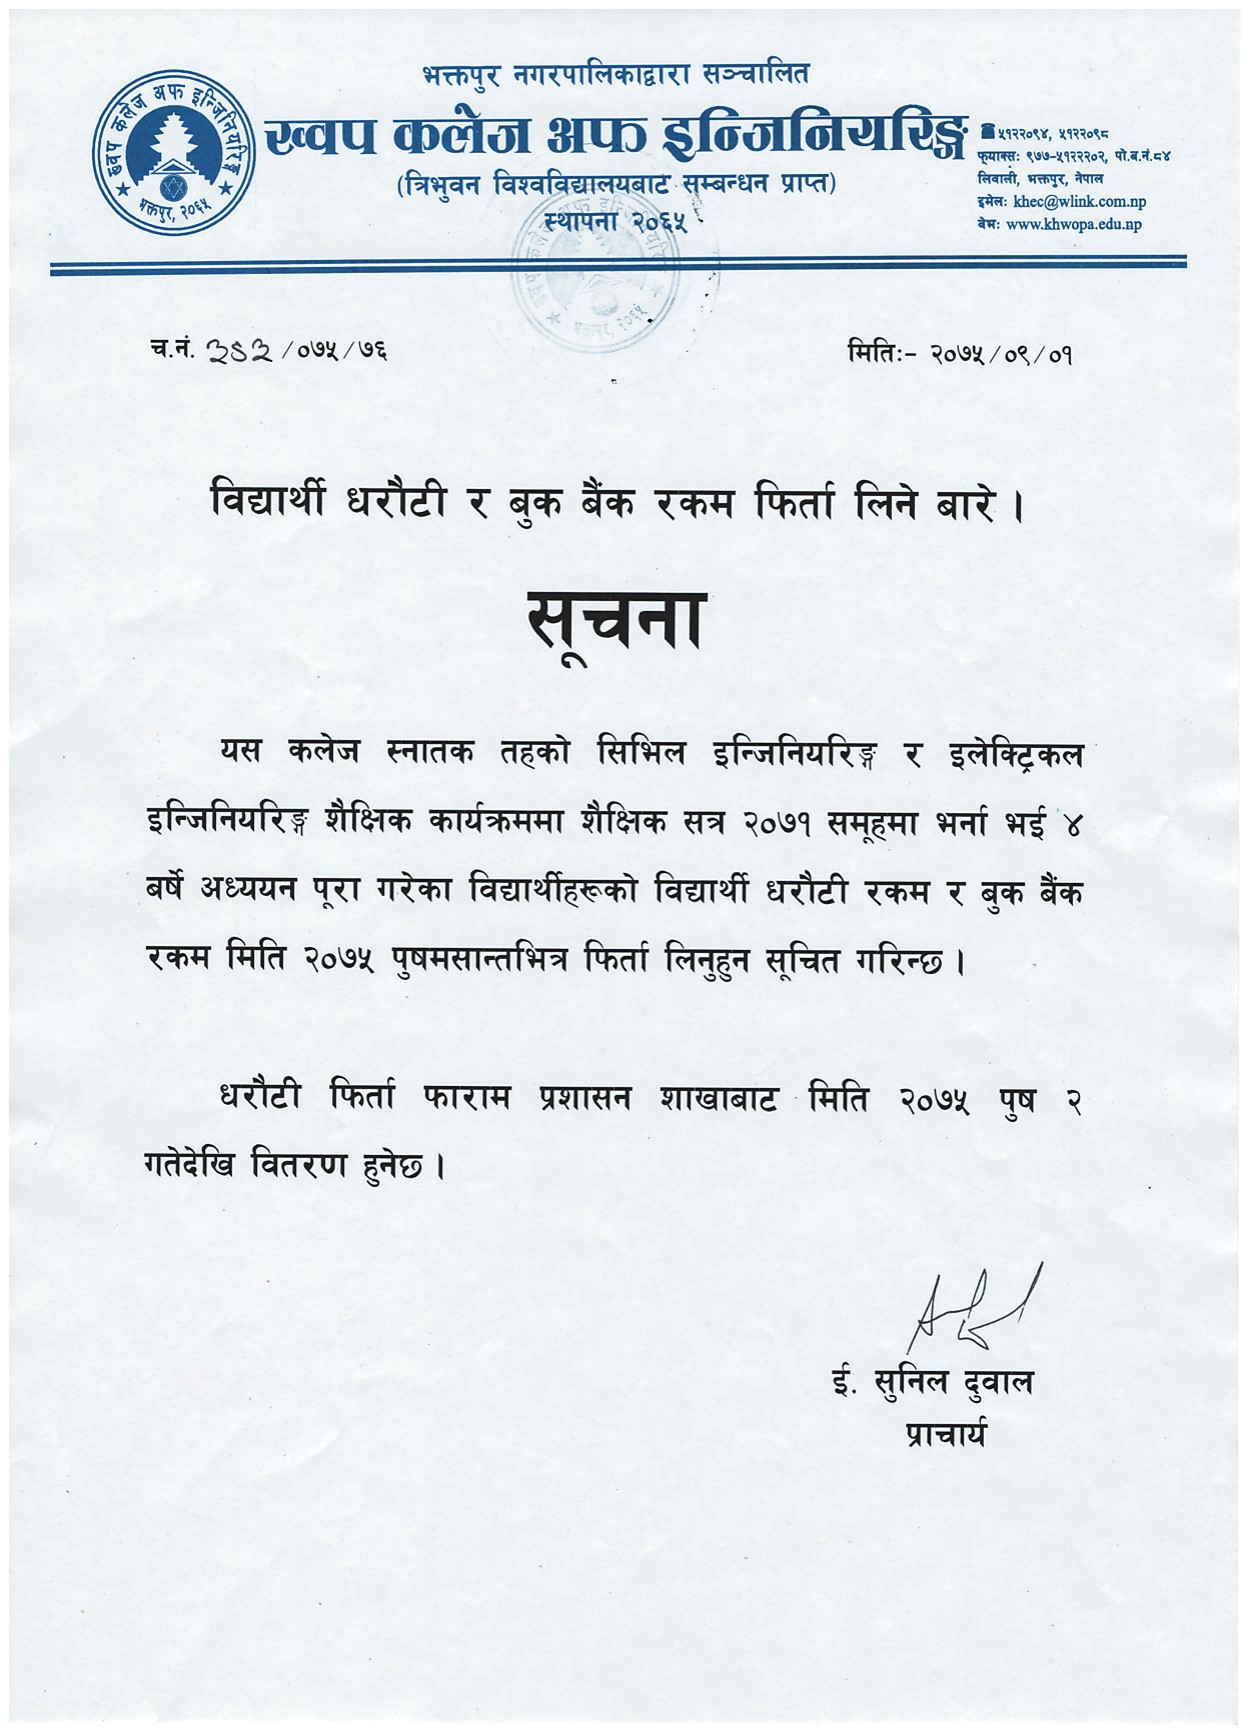 भक्तपुर नगरपालिकाद्वारा सञ्चालित
ख्वप कलेज अफ इन्जिनियरिङ्ग
(त्रिभुवन विश्वविद्यालयबाट सम्बन्धन प्राप्त)
स्थापना २०६५
ख्वप कलेज अफ इन्जिनियरिङ्ग
भक्तपुर, २०६५
☎५१२२०९४, ५१२२०९८
फ्याक्सः ९७७-५१२२२०२, पो.ब.नं.८४
लिवाली, भक्तपुर, नेपाल
इमेलः khec@wlink.com.np
वेभः www.khwopa.edu.np
च.नं. /०७५/७६
मितिः- २०७५/०९/०१
विद्यार्थी धरौटी र बुक बैंक रकम फिर्ता लिने बारे ।
सूचना
यस कलेज स्नातक तहको सिभिल इन्जिनियरिङ्ग र इलेक्ट्रिकल
इन्जिनियरिङ्ग शैक्षिक कार्यक्रममा शैक्षिक सत्र २०७१ समूहमा भर्ना भई ४
बर्षे अध्ययन पूरा गरेका विद्यार्थीहरूको विद्यार्थी धरौटी रकम र बुक बैंक
रकम मिति २०७५ पुषमसान्तभित्र फिर्ता लिनुहुन सूचित गरिन्छ ।
धरौटी फिर्ता फाराम प्रशासन शाखाबाट मिति २०७५ पुष २
गतेदेखि वितरण हुनेछ ।
ई. सुनिल दुवाल
प्राचार्य